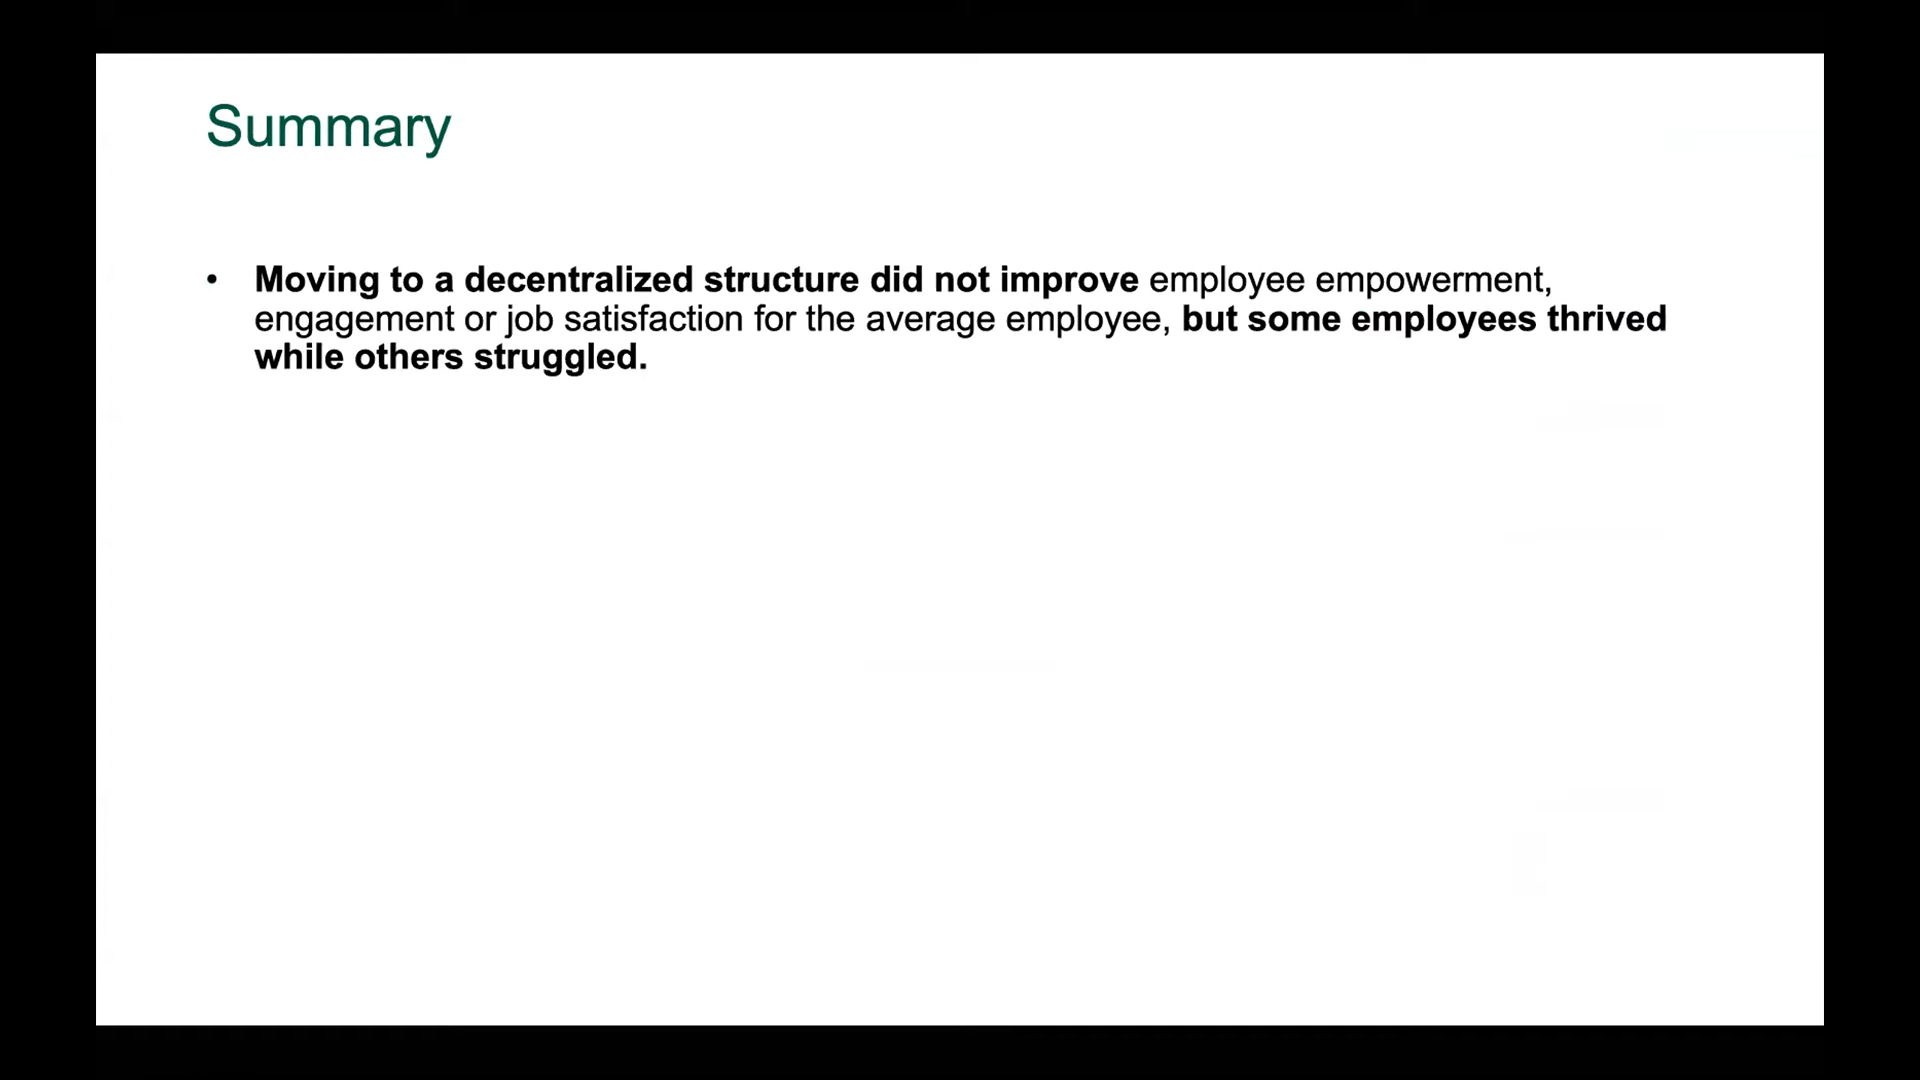 Summary
• Moving to a decentralized structure did not improve employee empowerment,
engagement or job satisfaction for the average employee, but some employees thrived
while others struggled.